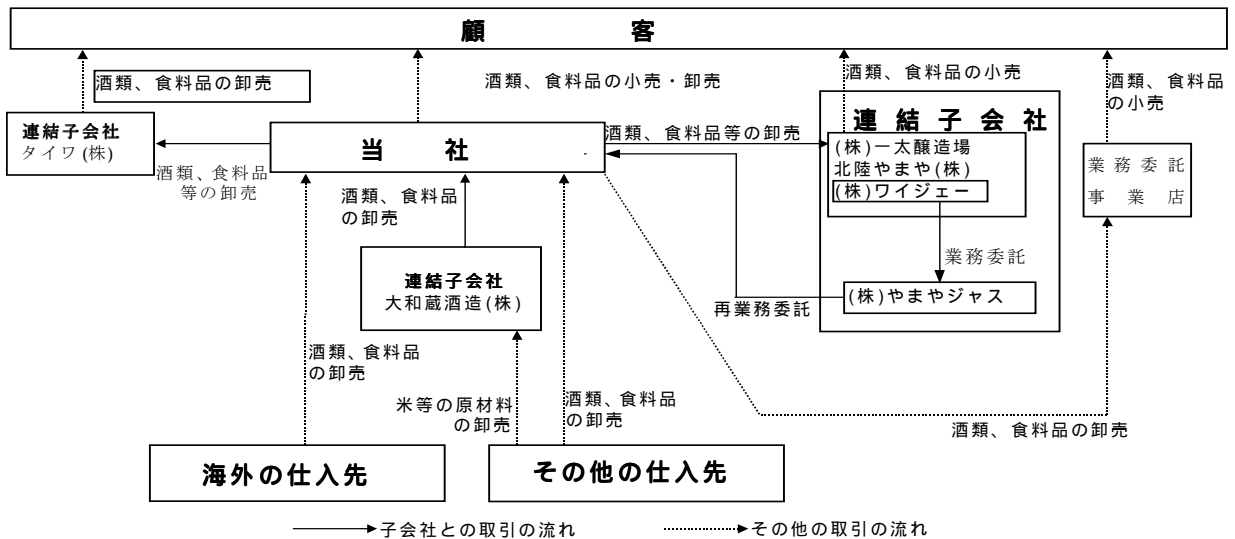 顧客
酒類、食料品の卸売
酒類、食料品の小売・卸売
酒類、食料品の小売
酒類、食料品
の小売
連結子会社
タイワ(株)
当社
酒類、食料品等の卸売
連結子会社
(株)一太醸造場
北陸やまや(株)
(株)ワイジェー
業務委託
事業店
酒類、食料品
等の卸売
酒類、食料品
の卸売
連結子会社
大和蔵酒造(株)
業務委託
(株)やまやジャス
再業務委託
酒類、食料品
の卸売
米等の原材料
の卸売
酒類、食料品
の卸売
酒類、食料品の卸売
海外の仕入先
その他の仕入先
子会社との取引の流れ
その他の取引の流れ